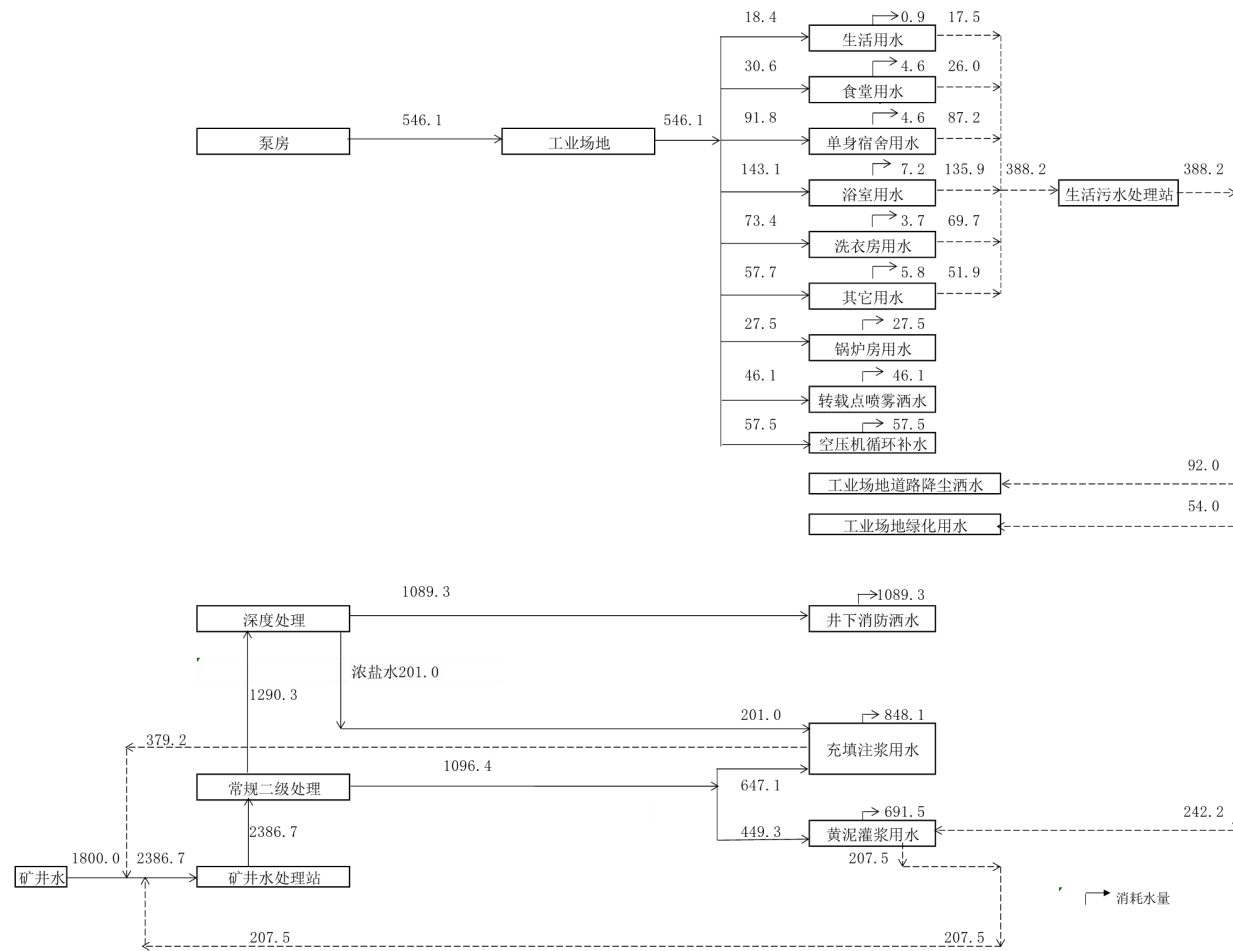 18.4 0.9 17.5
生活用水
30.6 4.6 26.0
食堂用水
546.1 546.1 91.8 4.6 87.2
泵房 工业场地 单身宿舍用水
143.1 7.2 135.9 388.2 388.2
浴室用水 生活污水处理站
73.4 3.7 69.7
洗衣房用水
57.7 5.8 51.9
其它用水
27.5 27.5
锅炉房用水
46.1 46.1
转载点喷雾洒水
57.5 57.5
空压机循环补水
92.0
工业场地道路降尘洒水
54.0
工业场地绿化用水
1089.3 1089.3
深度处理 井下消防洒水
浓盐水201.0
1290.3
201.0 848.1
379.2 充填注浆用水
1096.4
常规二级处理 647.1
691.5 242.2
2386.7 449.3 黄泥灌浆用水
1800.0 2386.7 207.5
矿井水 矿井水处理站
消耗水量
207.5 207.5